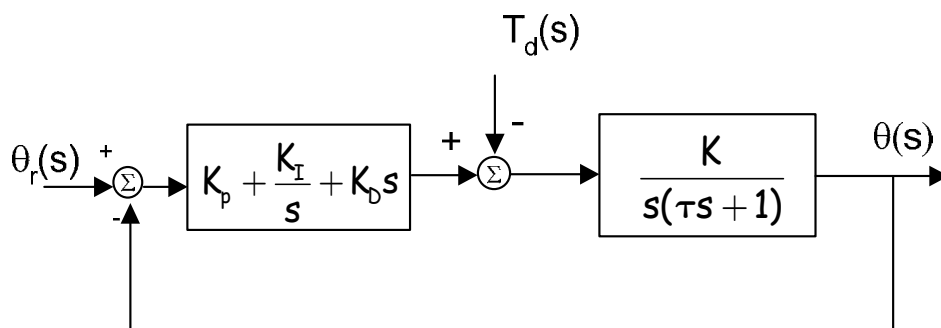 T_d(s)
θ_r(s)
+
Σ
-
K_p + K_I/s + K_D s
+
-
Σ
K/s(τs + 1)
θ(s)